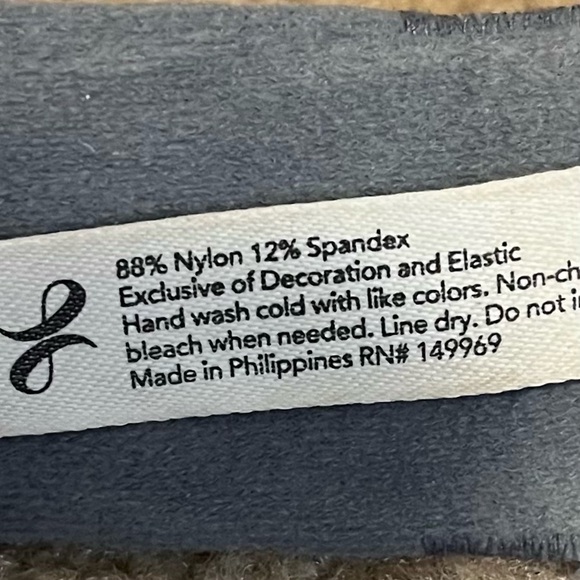 88% Nylon 12% Spandex
Exclusive of Decoration and Elastic
Hand wash cold with like colors. Non-ch
bleach when needed. Line dry. Do not i
Made in Philippines RN# 149969